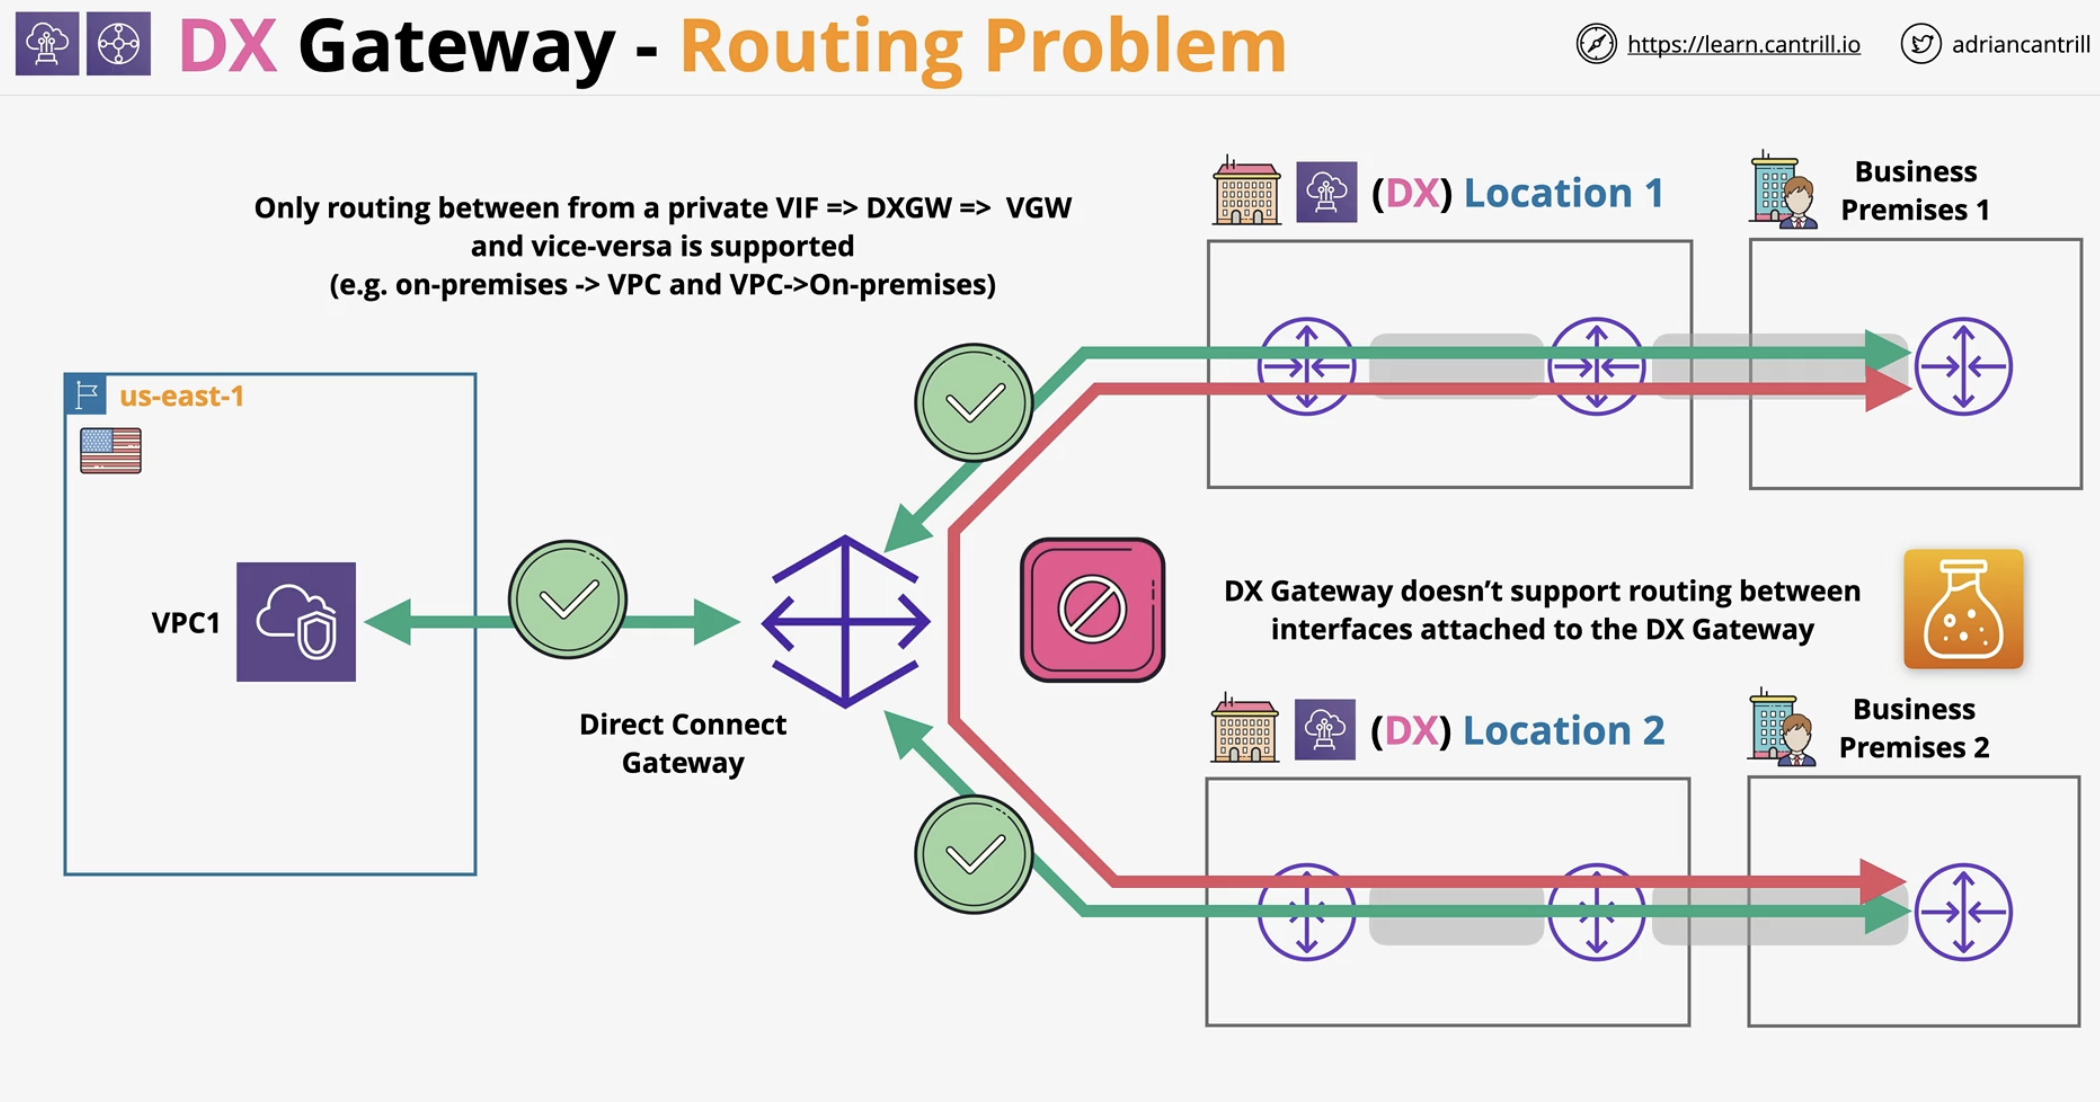 DX Gateway - Routing Problem
https://learn.cantrill.io
adriancantrill
Only routing between from a private VIF => DXGW => VGW
and vice-versa is supported
(e.g. on-premises -> VPC and VPC->On-premises)
(DX) Location 1
Business
Premises 1
us-east-1
VPC1
Direct Connect
Gateway
DX Gateway doesn’t support routing between
interfaces attached to the DX Gateway
(DX) Location 2
Business
Premises 2